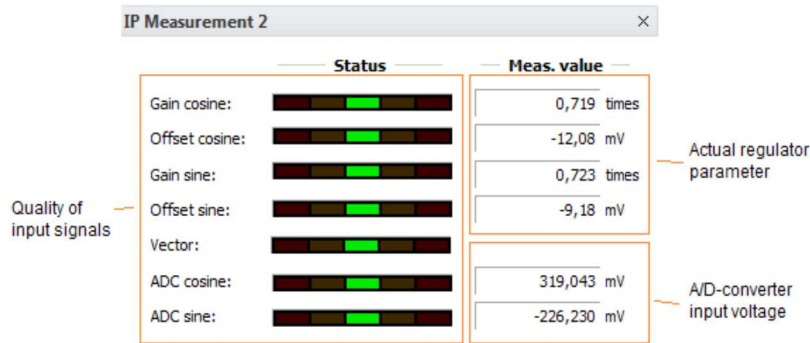 IP Measurement 2 ×
Status Meas. value
Gain cosine: 0,719 times
Offset cosine: -12,08 mV
Gain sine: 0,723 times
Offset sine: -9,18 mV
Vector:
ADC cosine: 319,043 mV
ADC sine: -226,230 mV
Quality of
input signals
Actual regulator
parameter
A/D-converter
input voltage